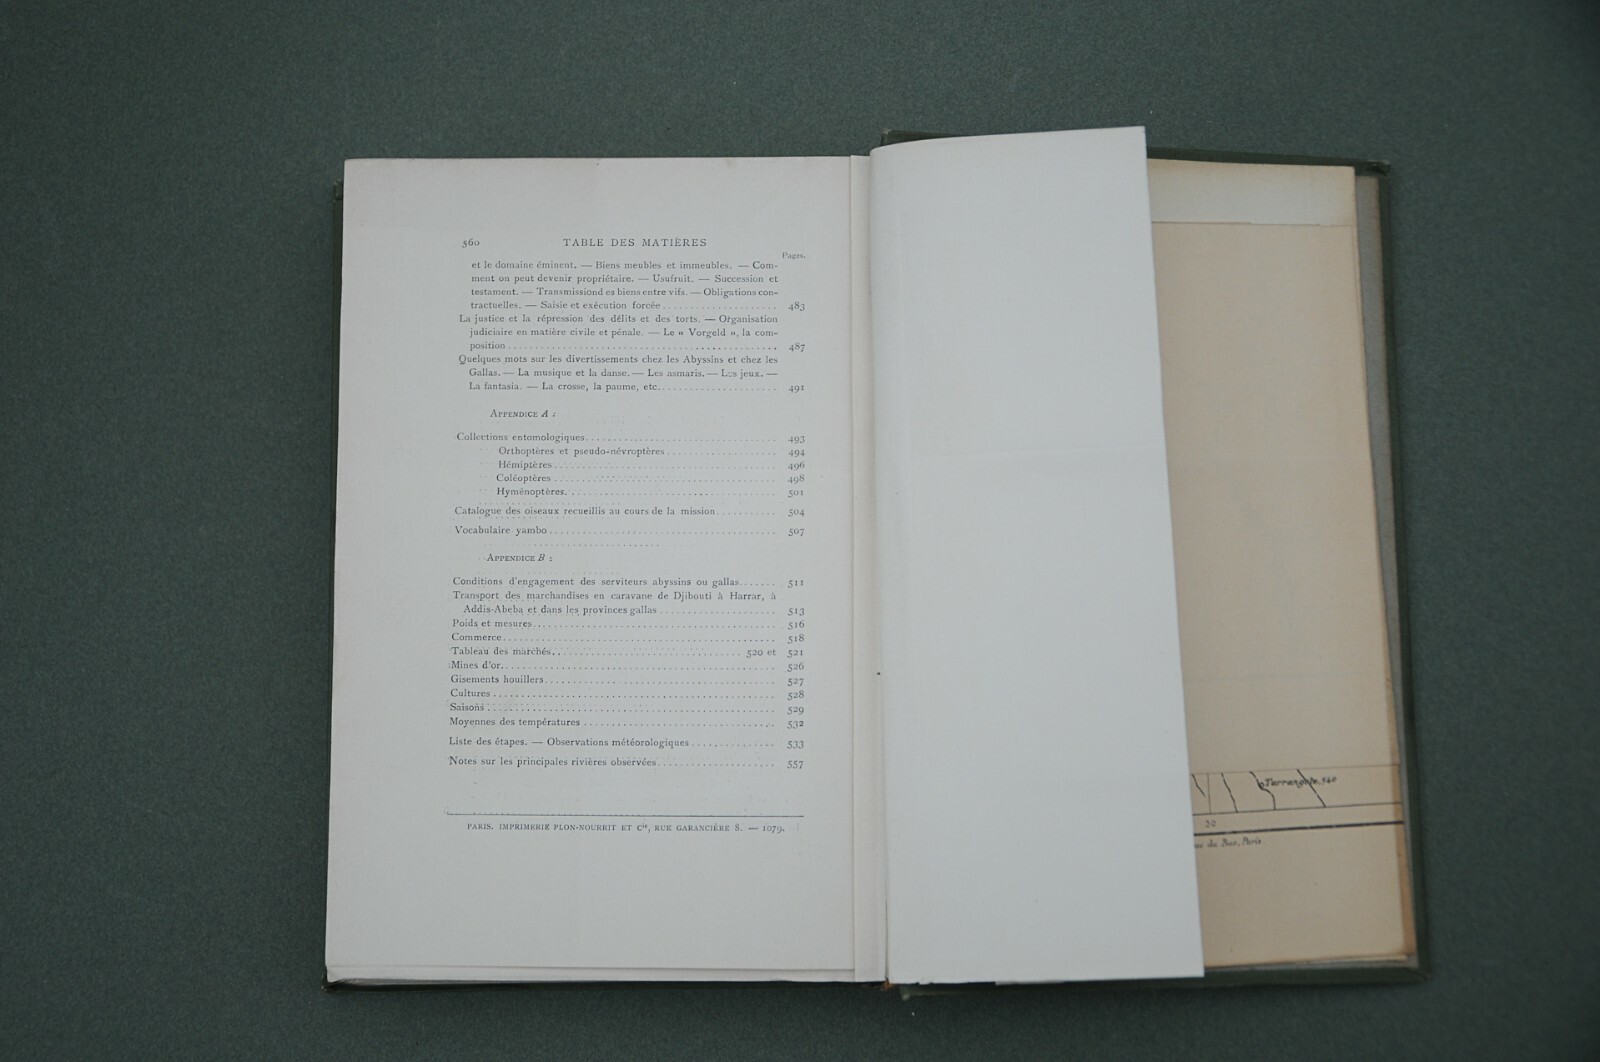 560 TABLE DES MATIÈRES
Pages.
et le domaine éminent. — Biens meubles et immeubles. — Com-
ment on peut devenir propriétaire. — Usufruit. — Succession et
testament. — Transmissiond es biens entre vifs. — Obligations con-
tractuelles. — Saisie et exécution forcée .................... 483
La justice et la répression des délits et des torts. — Organisation
judiciaire en matière civile et pénale. — Le « Vorgeld », la com-
position .................... 487
Quelques mots sur les divertissements chez les Abyssins et chez les
Gallas. — La musique et la danse. — Les asmaris. — Les jeux. —
La fantasia. — La crosse, la paume, etc .................... 491
APPENDICE A :
Collections entomologiques .................... 493
Orthoptères et pseudo-névroptères .................... 494
Hémiptères .................... 496
Coléoptères .................... 498
Hyménoptères .................... 501
Catalogue des oiseaux recueillis au cours de la mission .......... 504
Vocabulaire yambo .................... 507
APPENDICE B :
Conditions d'engagement des serviteurs abyssins ou gallas ....... 511
Transport des marchandises en caravane de Djibouti à Harrar, à
Addis-Abeba et dans les provinces gallas .................... 513
Poids et mesures .................... 516
Commerce .................... 518
Tableau des marchés .................... 520 et 521
Mines d'or .................... 526
Gisements houillers .................... 527
Cultures .................... 528
Saisons .................... 529
Moyennes des températures .................... 532
Liste des étapes. — Observations météorologiques .............. 533
Notes sur les principales rivières observées .................... 557
PARIS. IMPRIMERIE PLON-NOURRIT ET Cie, RUE GARANCIÈRE 8. — 1079.
30
du Bac, Paris